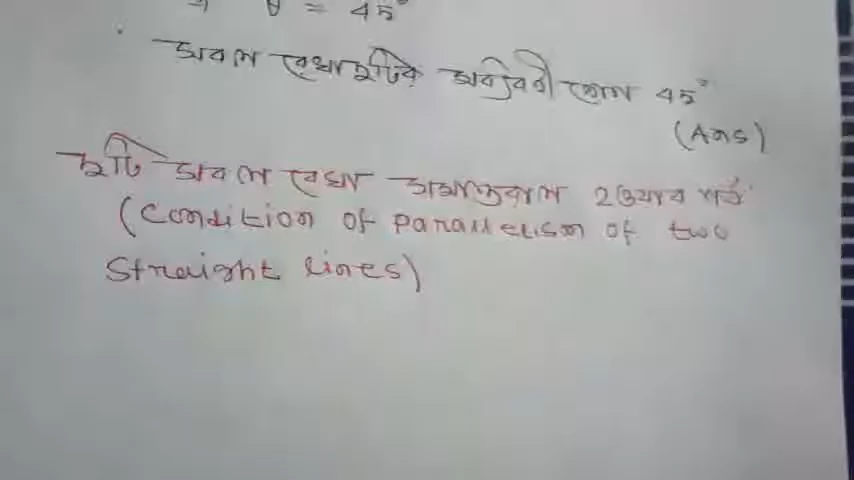 θ = 45°
সরল রেখাদুটির অন্তর্বর্তী কোণ 45°
(Ans)
দুটি সরল রেখা সমান্তরাল হওয়ার শর্ত
(Condition of parallelism of two
Straight lines)